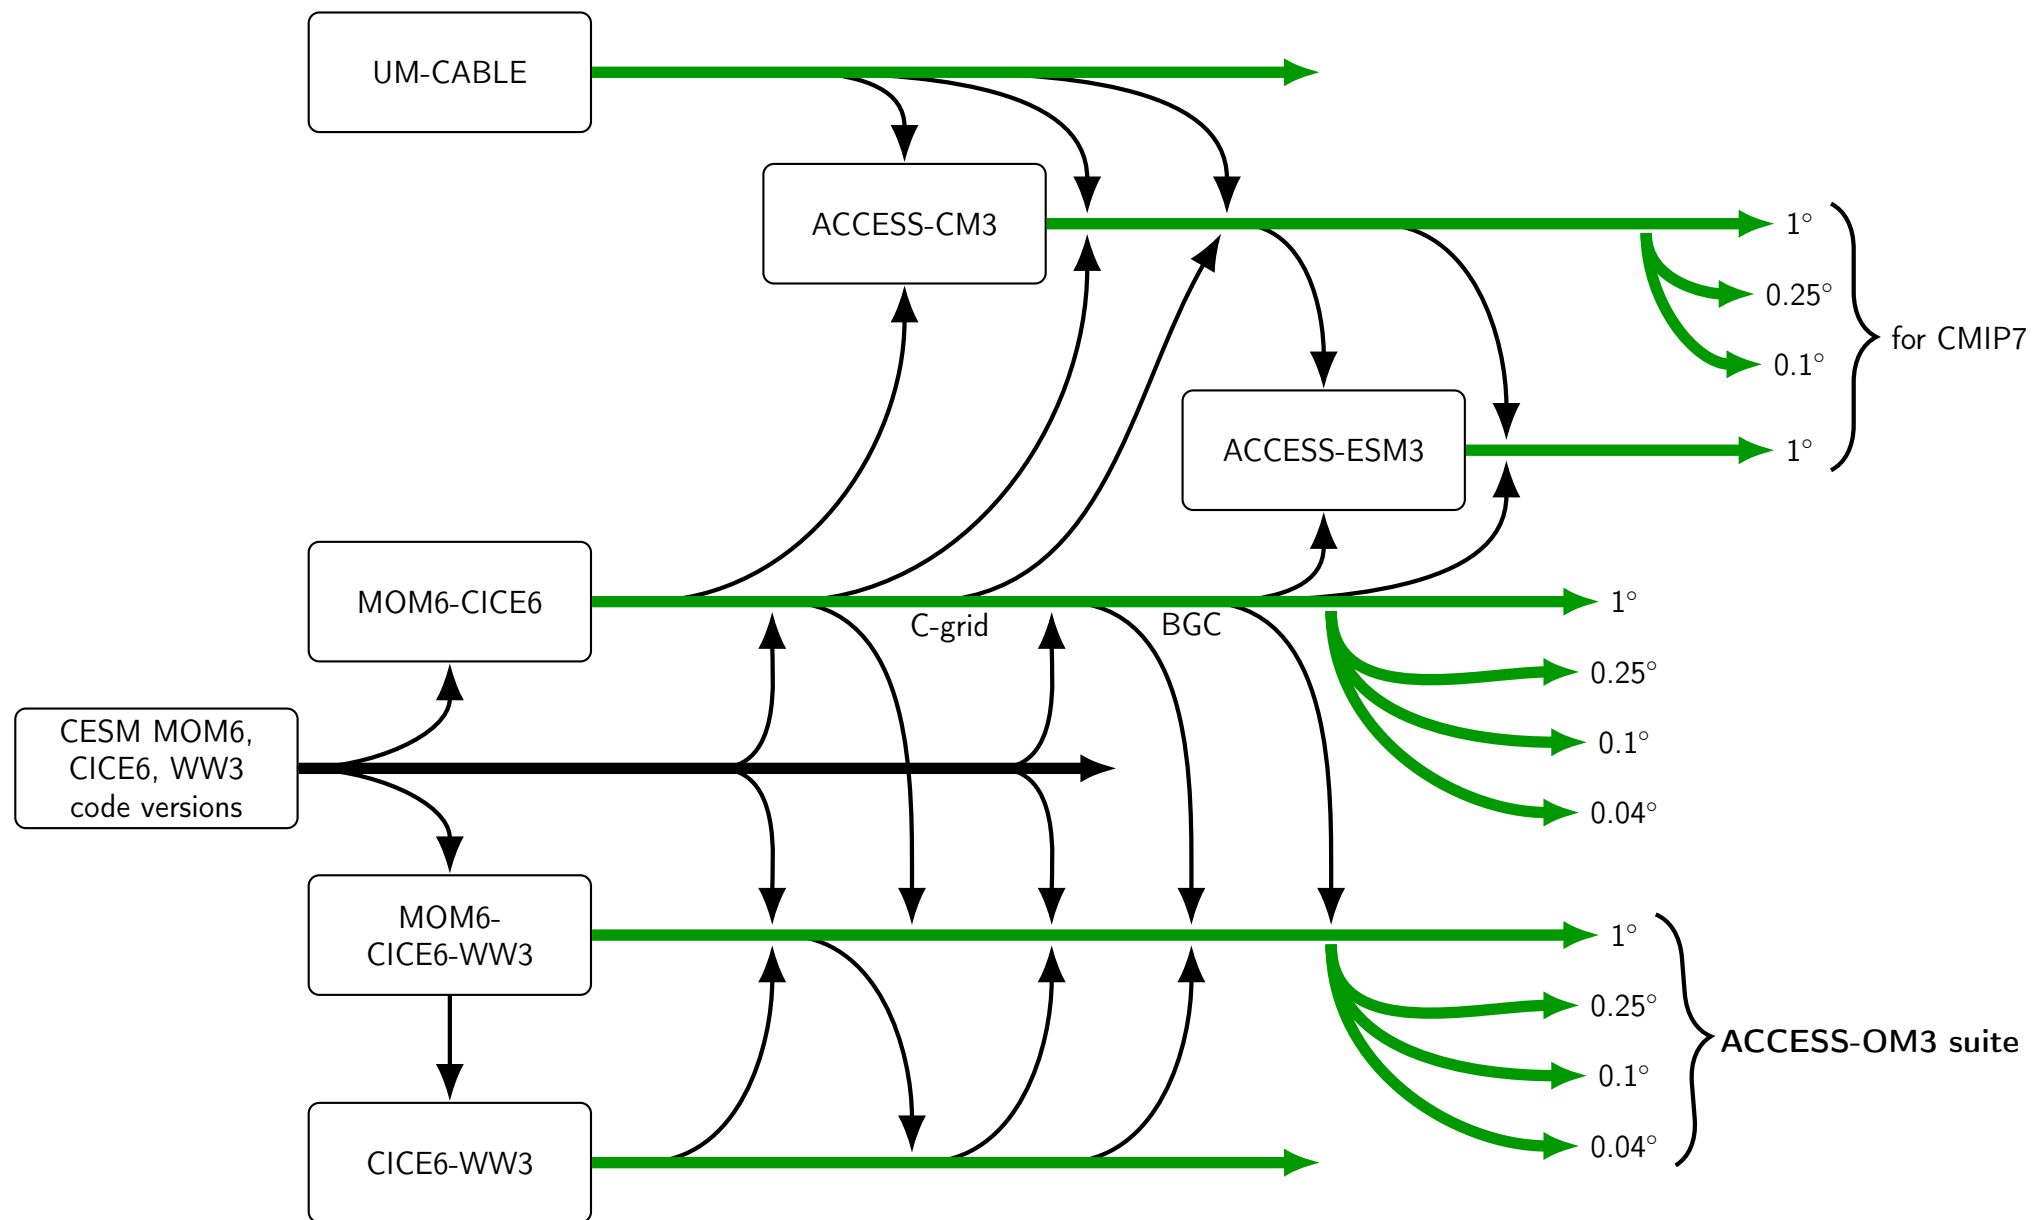 UM-CABLE
ACCESS-CM3
1°
0.25°
0.1°
for CMIP7
ACCESS-ESM3
1°
MOM6-CICE6
1°
C-grid
BGC
0.25°
0.1°
0.04°
CESM MOM6,
CICE6, WW3
code versions
MOM6-
CICE6-WW3
1°
0.25°
0.1°
0.04°
ACCESS-OM3 suite
CICE6-WW3